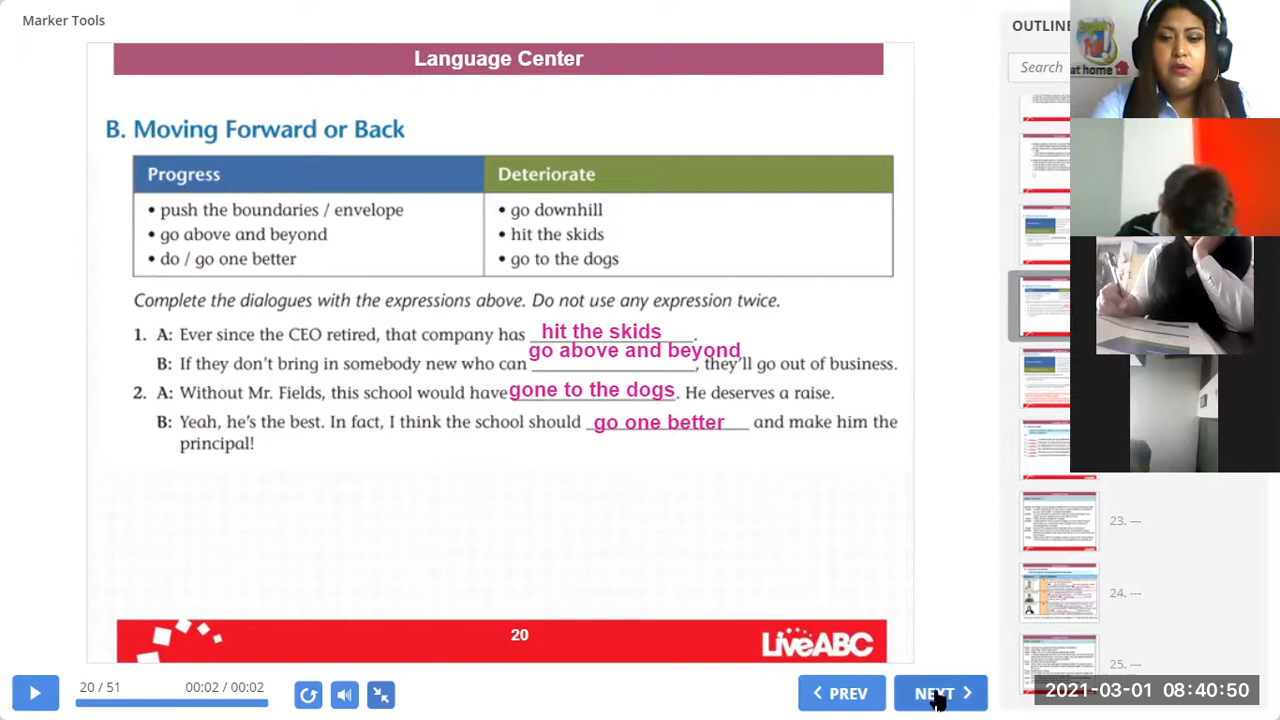 Marker Tools
OUTLINE
Search
at home
Language Center
B. Moving Forward or Back
Progress
Deteriorate
• push the boundaries / envelope
• go downhill
• go above and beyond
• hit the skids
• do / go one better
• go to the dogs
Complete the dialogues with the expressions above. Do not use any expression twice.
1. A: Ever since the CEO that company has hit the skids.
B: If they don't bring in somebody new who can go above and beyond, they'll go out of business.
2. A: Without Mr. Fields, the school would have gone to the dogs. He deserves a raise.
B: Yeah, he's the best. In fact, I think the school should go one better and make him the
principal!
20
LiveABC
23. ---
24. ---
25. ---
20 / 51
00:02 / 00:02
PREV
NEXT
2021-03-01 08:40:50